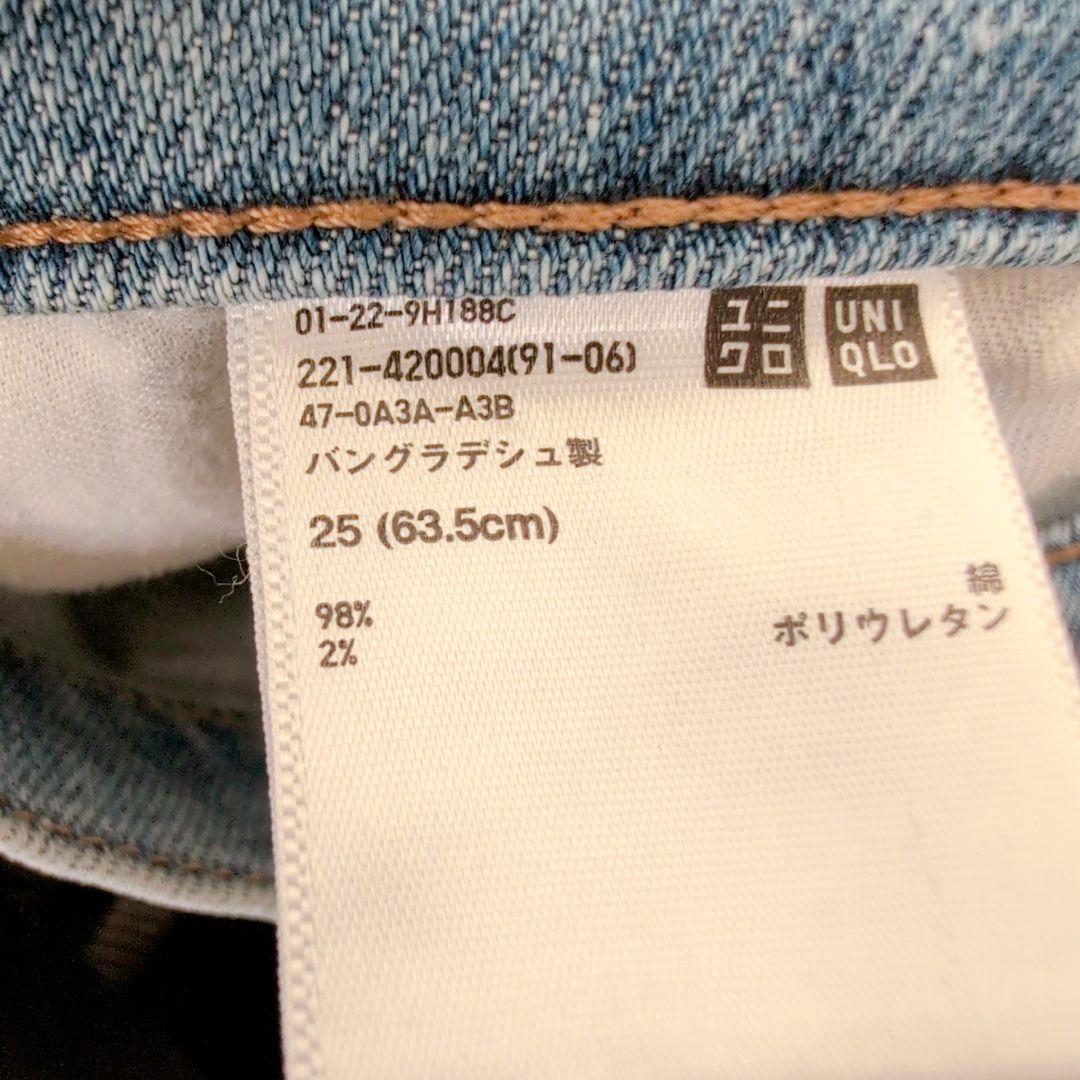 01-22-9H188C
221-420004(91-06)
47-0A3A-A3B
バングラデシュ製
ユニ
クロ
UNI
QLO
25 (63.5cm)
98% 綿
2% ポリウレタン